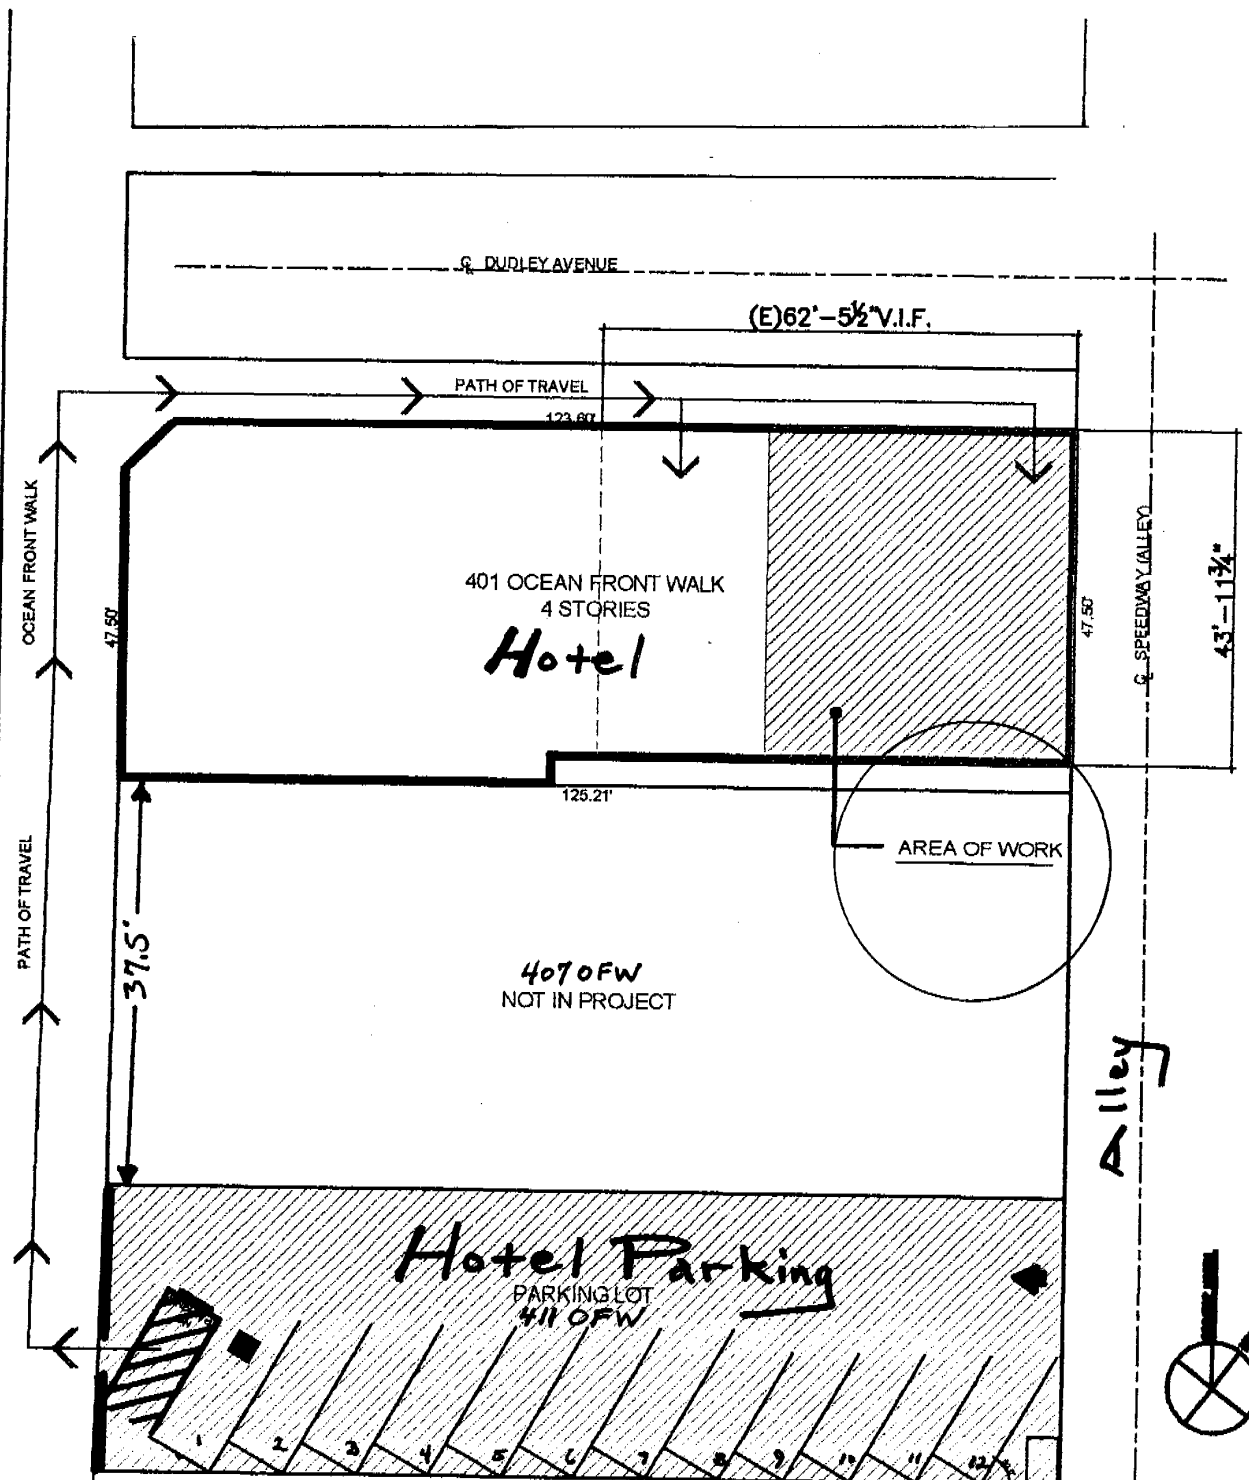 ℄ DUDLEY AVENUE
(E)62'-5½"V.I.F.
PATH OF TRAVEL
123.60'
OCEAN FRONT WALK
47.50'
401 OCEAN FRONT WALK
4 STORIES
Hotel
47.50'
℄ SPEEDWAY (ALLEY)
43'-11¾"
125.21'
AREA OF WORK
PATH OF TRAVEL
37.5'
407 OFW
NOT IN PROJECT
Alley
Hotel Parking
PARKING LOT
411 OFW
1 2 3 4 5 6 7 8 9 10 11 12